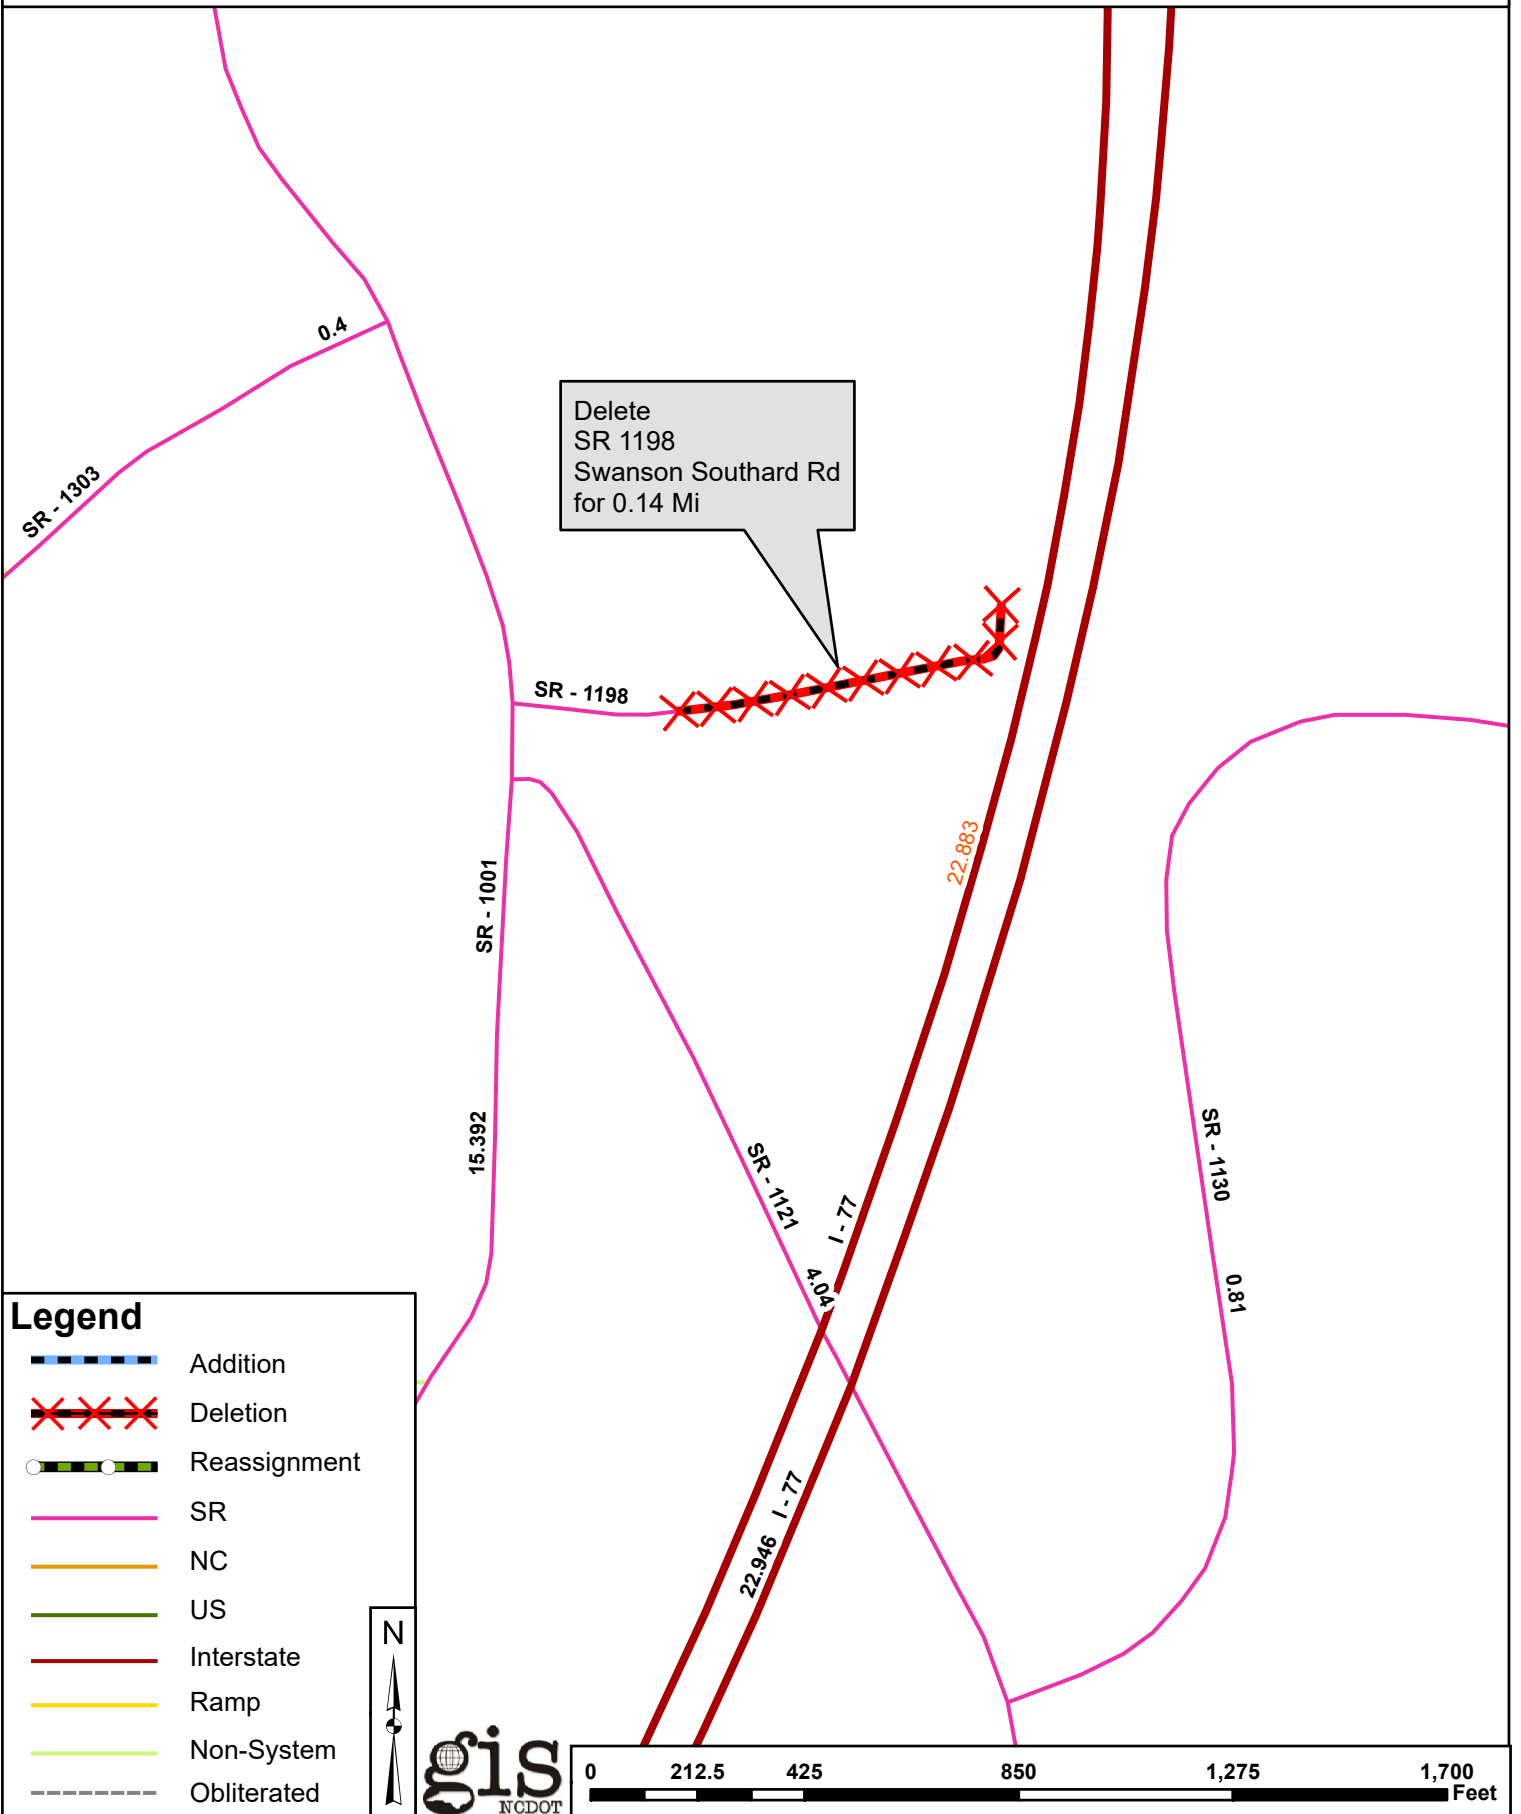 0.4
SR - 1303
Delete
SR 1198
Swanson Southard Rd
for 0.14 Mi
SR - 1198
22.883
SR - 1001
15.392
SR - 1121
4.04
I - 77
SR - 1130
0.81
I - 77
22.946
Legend
Addition
Deletion
Reassignment
SR
NC
US
Interstate
Ramp
Non-System
Obliterated
N
gis
NCDOT
0 212.5 425 850 1,275 1,700
Feet